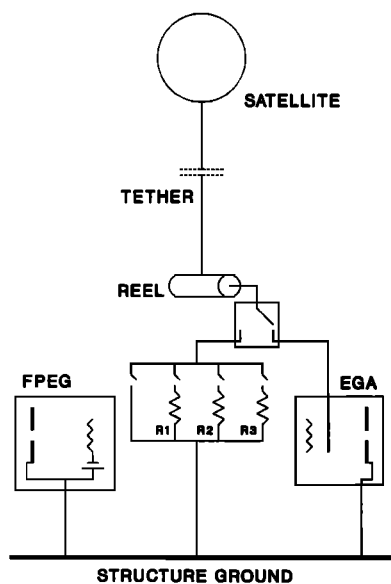 SATELLITE
TETHER
REEL
FPEG
EGA
R1 R2 R3
STRUCTURE GROUND